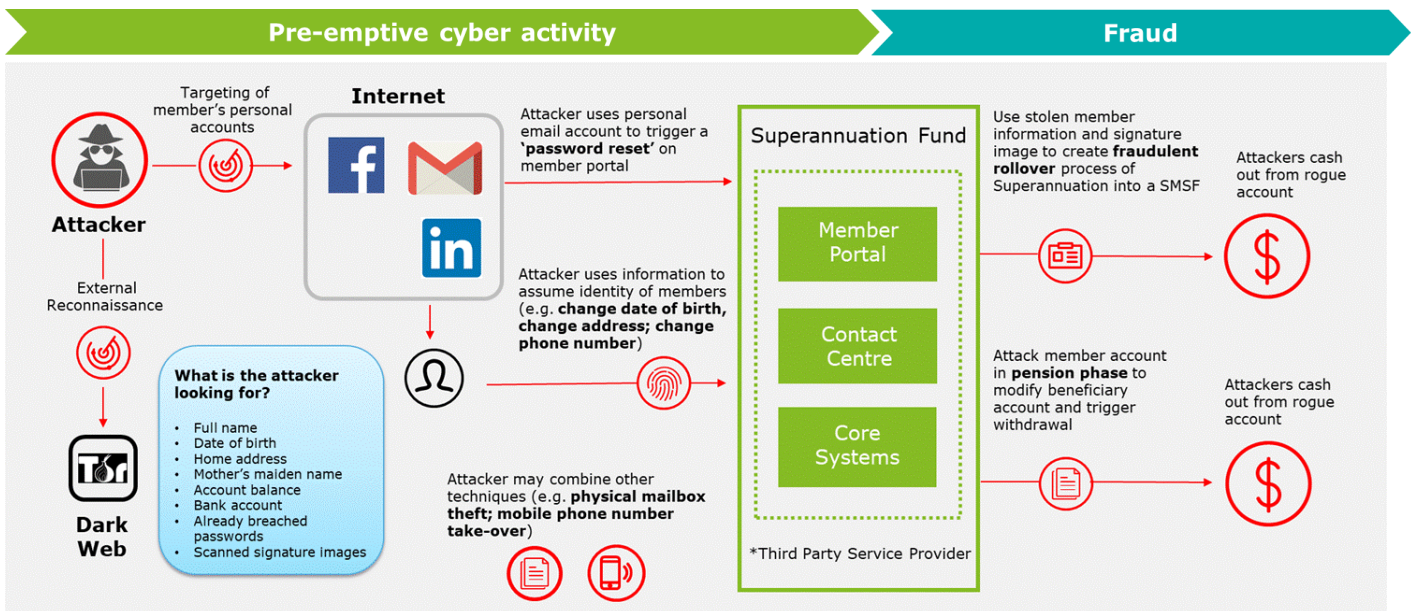 Pre-emptive cyber activity
Fraud
Targeting of
member's personal
accounts
Attacker
External
Reconnaissance
Tor
Dark
Web
What is the attacker
looking for?
• Full name
• Date of birth
• Home address
• Mother's maiden name
• Account balance
• Bank account
• Already breached
passwords
• Scanned signature images
Internet
f
in
Attacker uses personal
email account to trigger a
'password reset' on
member portal
Attacker uses information to
assume identity of members
(e.g. change date of birth,
change address; change
phone number)
Attacker may combine other
techniques (e.g. physical mailbox
theft; mobile phone number
take-over)
Superannuation Fund
Member
Portal
Contact
Centre
Core
Systems
*Third Party Service Provider
Use stolen member
information and signature
image to create fraudulent
rollover process of
Superannuation into a SMSF
Attackers cash
out from rogue
account
$
Attack member account
in pension phase to
modify beneficiary
account and trigger
withdrawal
Attackers cash
out from rogue
account
$